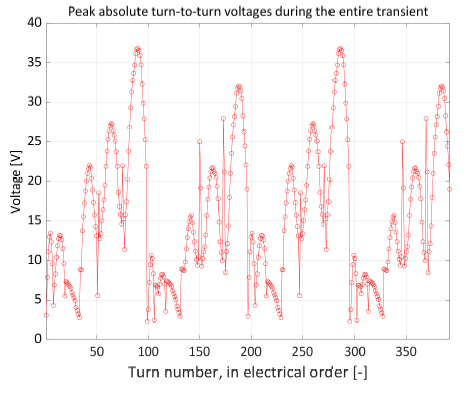 Peak absolute turn-to-turn voltages during the entire transient
40
35
30
25
20
15
10
5
0
Voltage [V]
50 100 150 200 250 300 350
Turn number, in electrical order [-]